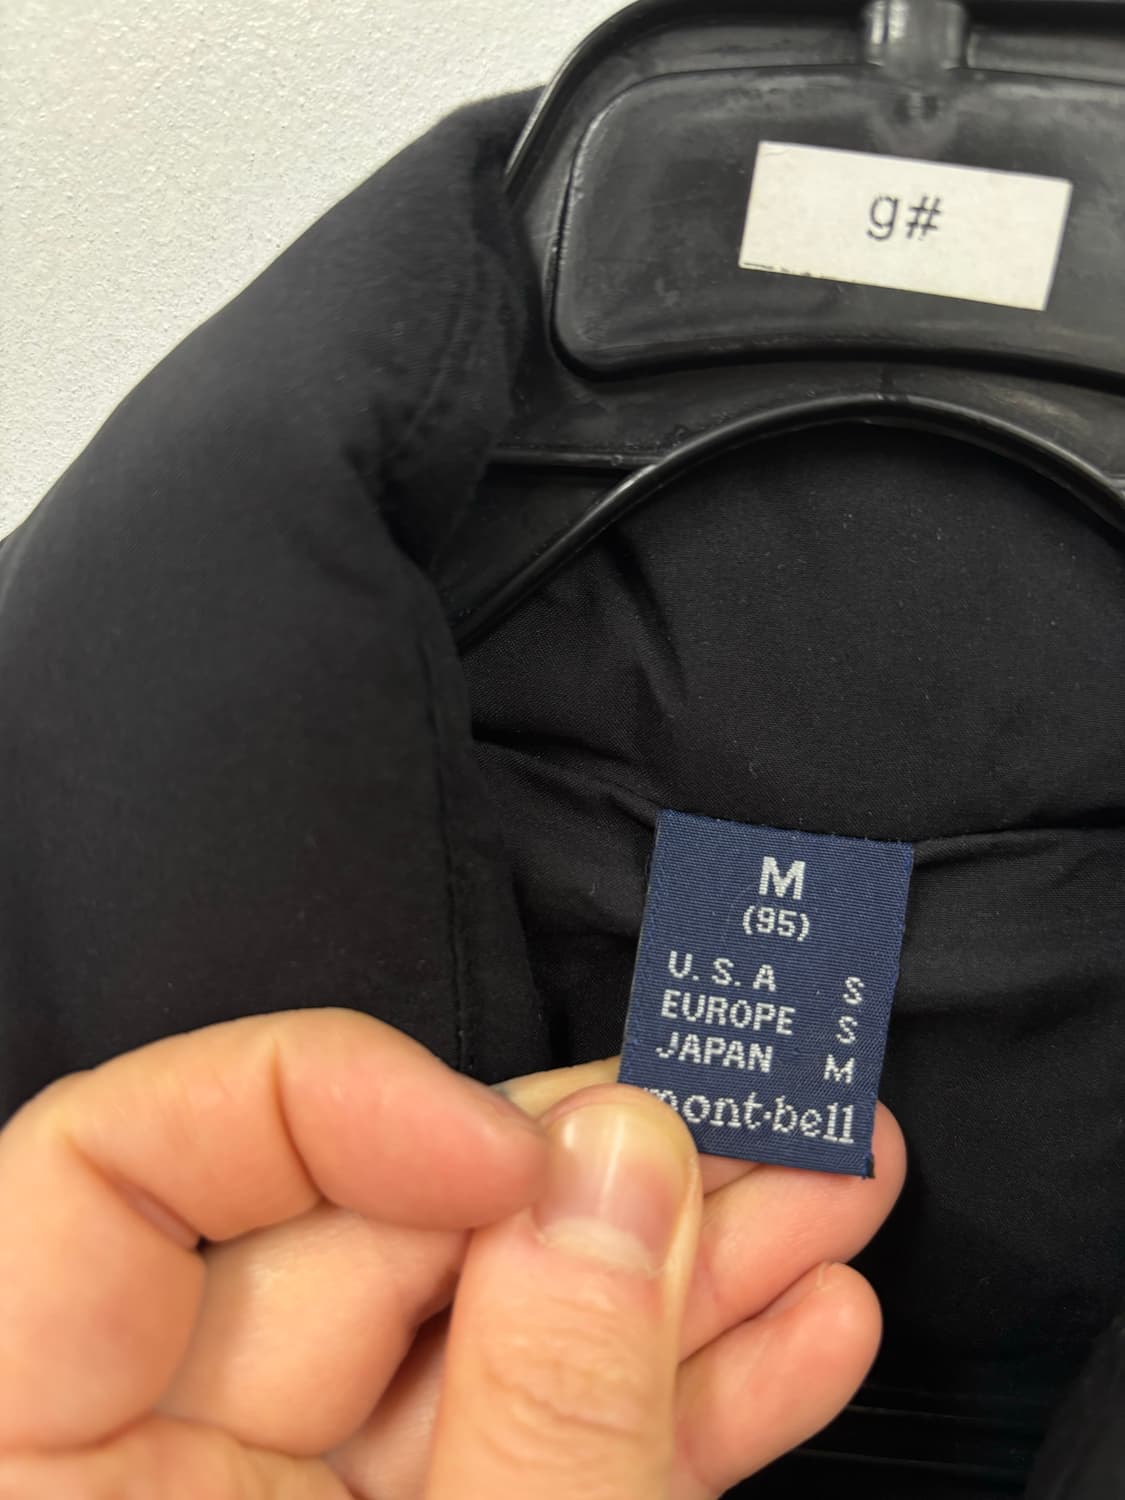 g#
M
(95)
U.S.A S
EUROPE S
JAPAN M
mont·bell